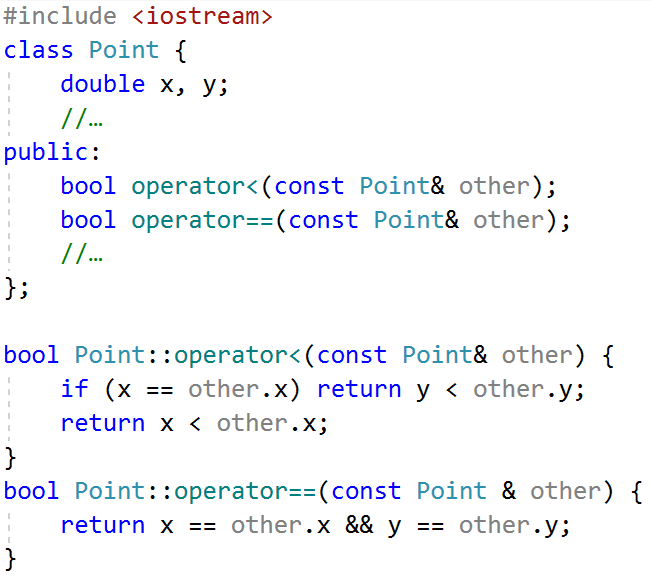 #include <iostream>
class Point {
    double x, y;
    //…
public:
    bool operator<(const Point& other);
    bool operator==(const Point& other);
    //…
};

bool Point::operator<(const Point& other) {
    if (x == other.x) return y < other.y;
    return x < other.x;
}
bool Point::operator==(const Point & other) {
    return x == other.x && y == other.y;
}